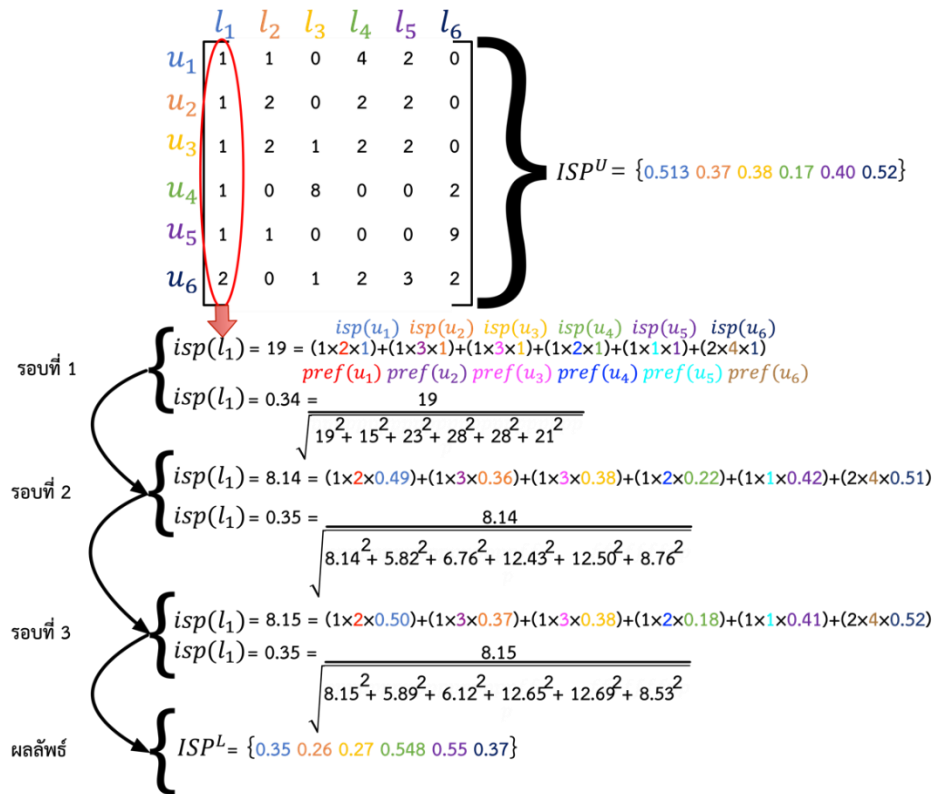 l₁ l₂ l₃ l₄ l₅ l₆
u₁ 1 1 0 4 2 0
u₂ 1 2 0 2 2 0
u₃ 1 2 1 2 2 0
u₄ 1 0 8 0 0 2
u₅ 1 1 0 0 0 9
u₆ 2 0 1 2 3 2
ISPᵁ = {0.513 0.37 0.38 0.17 0.40 0.52}
isp(u₁) isp(u₂) isp(u₃) isp(u₄) isp(u₅) isp(u₆)
รอบที่ 1
isp(l₁) = 19 = (1×2×1)+(1×3×1)+(1×3×1)+(1×2×1)+(1×1×1)+(2×4×1)
pref(u₁) pref(u₂) pref(u₃) pref(u₄) pref(u₅) pref(u₆)
isp(l₁) = 0.34 = 19
√19²+ 15²+ 23²+ 28²+ 28²+ 21²
รอบที่ 2
isp(l₁) = 8.14 = (1×2×0.49)+(1×3×0.36)+(1×3×0.38)+(1×2×0.22)+(1×1×0.42)+(2×4×0.51)
isp(l₁) = 0.35 = 8.14
√8.14²+ 5.82²+ 6.76²+ 12.43²+ 12.50²+ 8.76²
รอบที่ 3
isp(l₁) = 8.15 = (1×2×0.50)+(1×3×0.37)+(1×3×0.38)+(1×2×0.18)+(1×1×0.41)+(2×4×0.52)
isp(l₁) = 0.35 = 8.15
√8.15²+ 5.89²+ 6.12²+ 12.65²+ 12.69²+ 8.53²
ผลลัพธ์
ISPᴸ = {0.35 0.26 0.27 0.548 0.55 0.37}